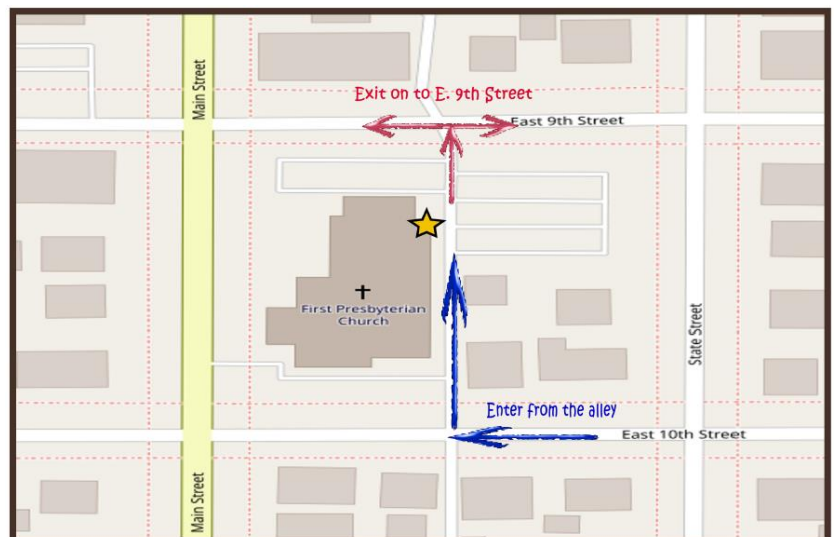 Main Street
Exit on to E. 9th Street
East 9th Street
First Presbyterian
Church
State Street
Enter from the alley
East 10th Street
Main Street